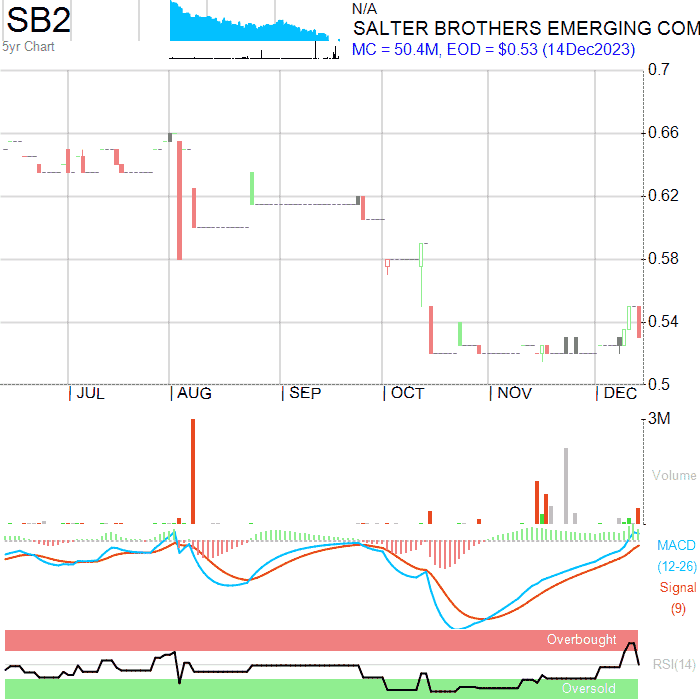 SB2
5yr Chart
N/A
SALTER BROTHERS EMERGING COM
MC = 50.4M, EOD = $0.53 (14Dec2023)
0.7
0.66
0.62
0.58
0.54
0.5
JUL AUG SEP OCT NOV DEC
3M
Volume
MACD
(12-26)
Signal
(9)
Overbought
RSI(14)
Oversold